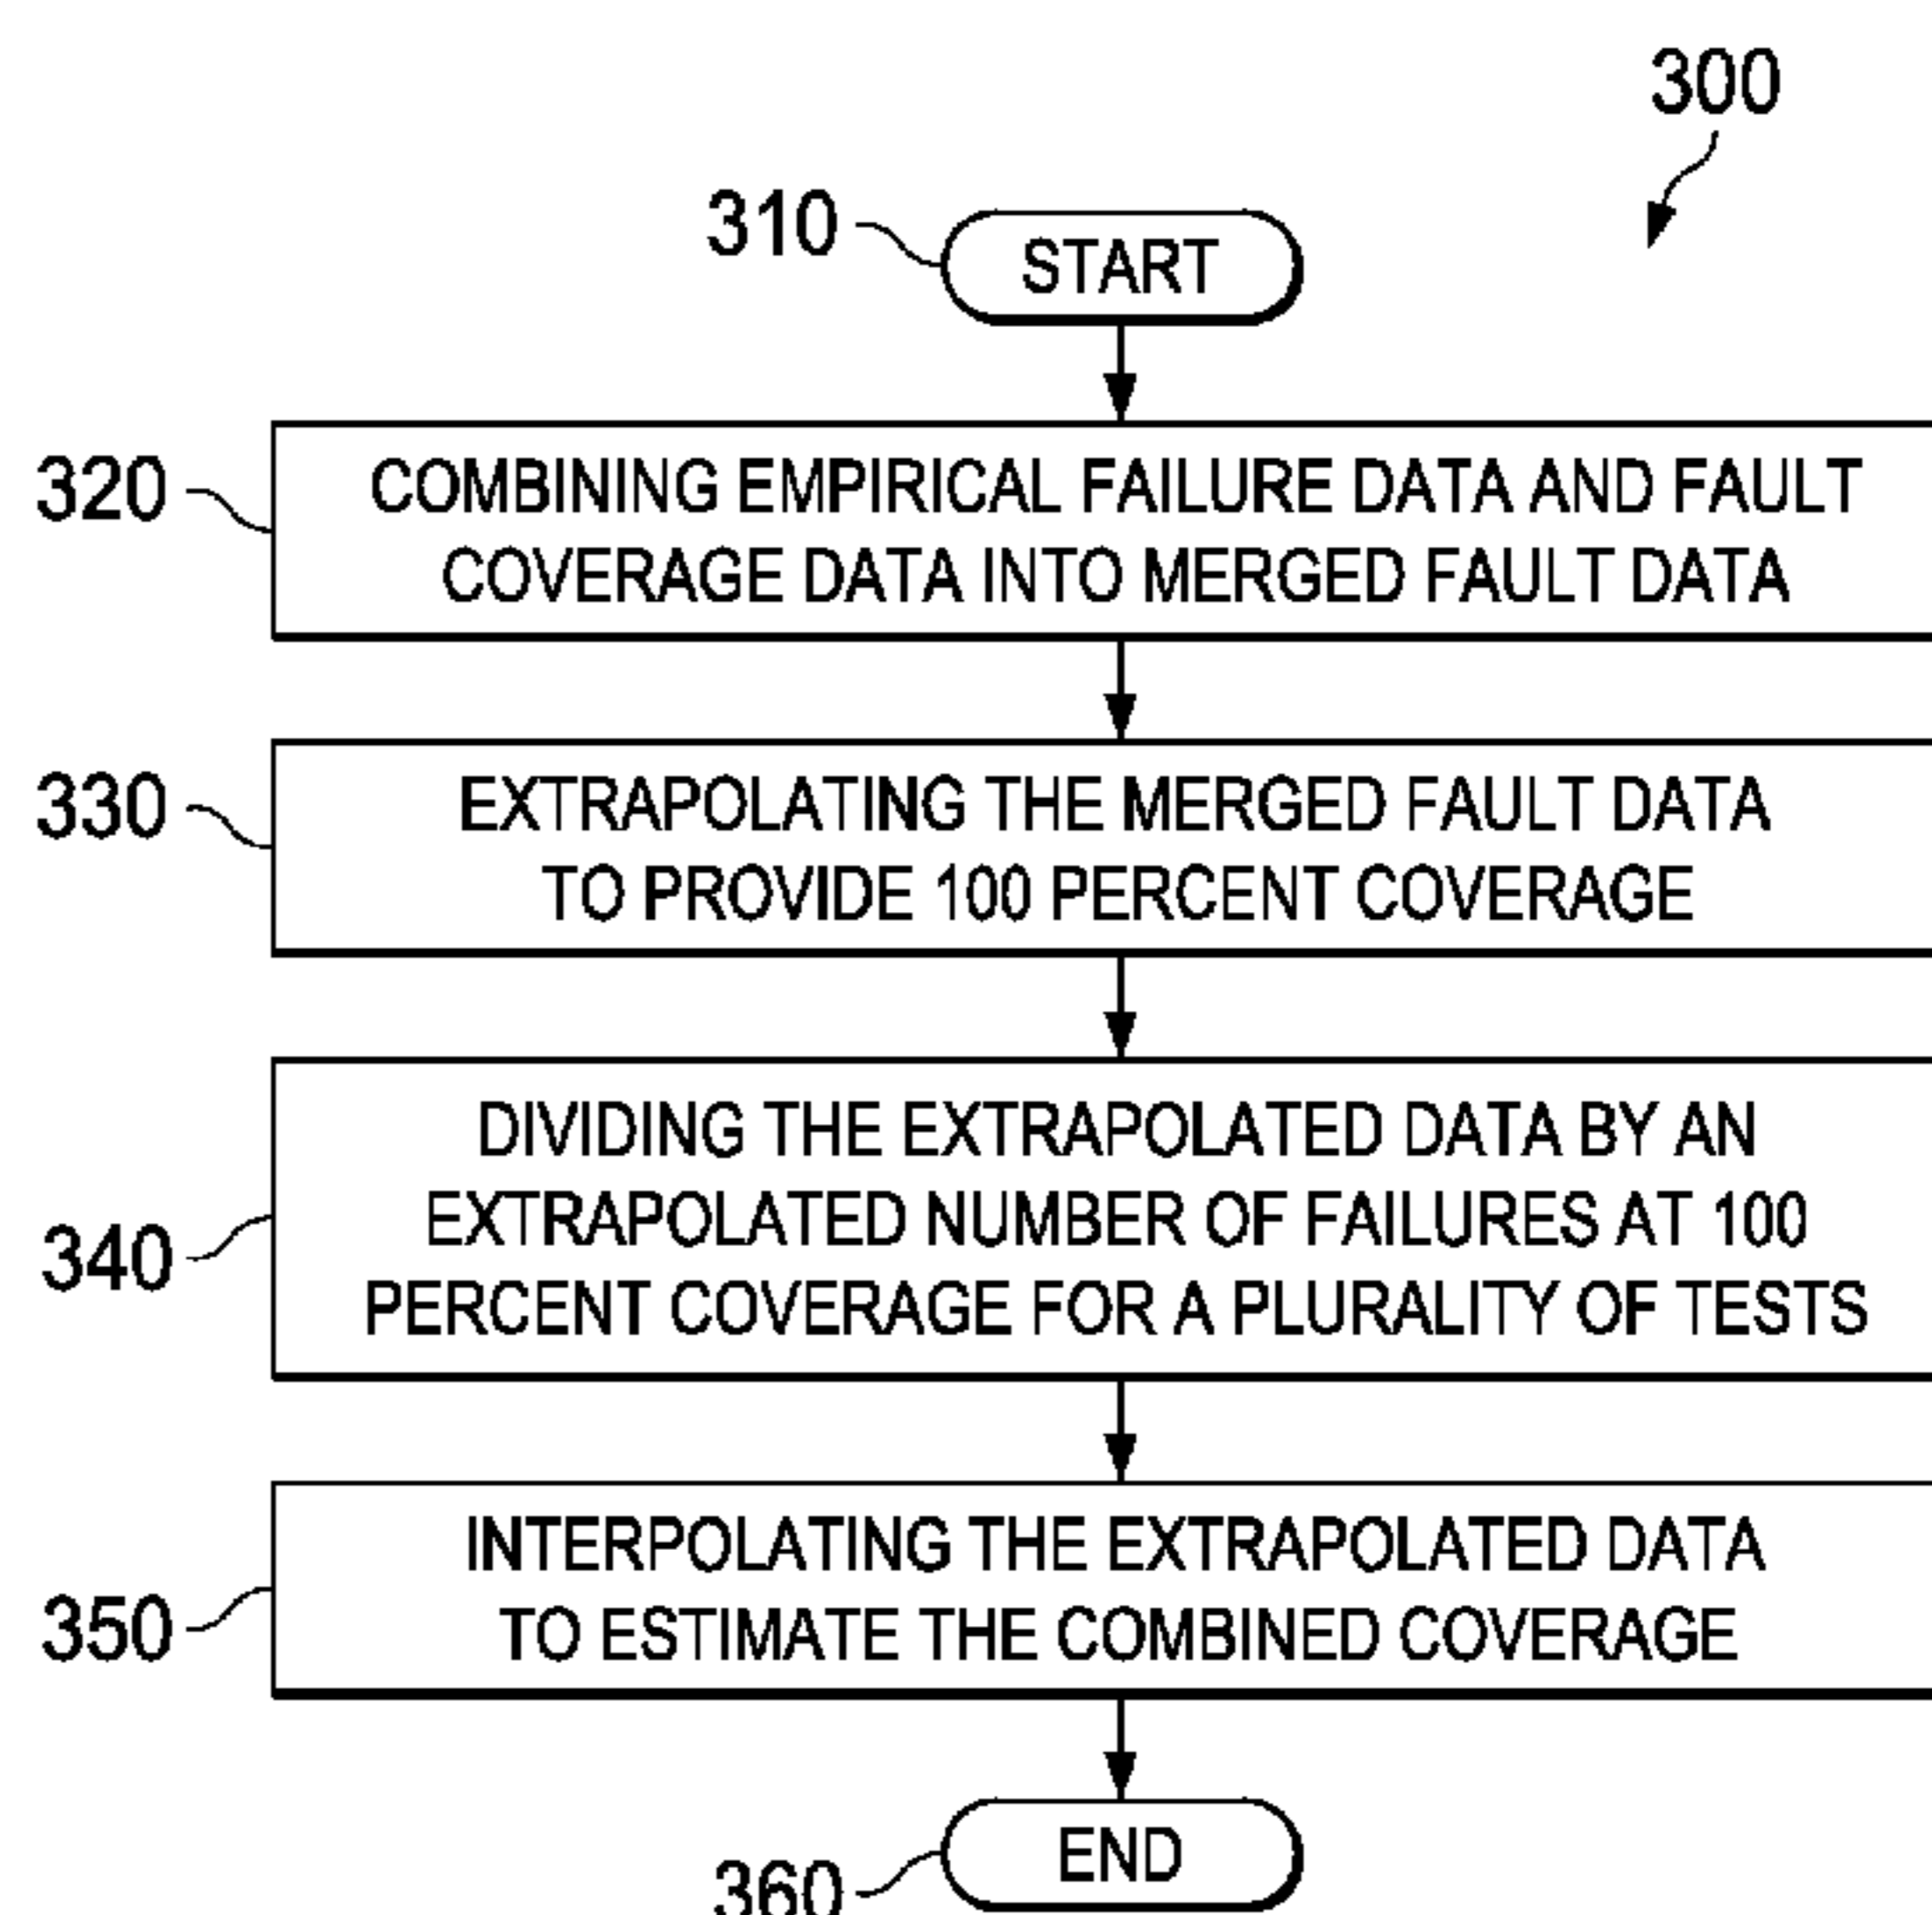 300
310
START
320
COMBINING EMPIRICAL FAILURE DATA AND FAULT
COVERAGE DATA INTO MERGED FAULT DATA
330
EXTRAPOLATING THE MERGED FAULT DATA
TO PROVIDE 100 PERCENT COVERAGE
340
DIVIDING THE EXTRAPOLATED DATA BY AN
EXTRAPOLATED NUMBER OF FAILURES AT 100
PERCENT COVERAGE FOR A PLURALITY OF TESTS
350
INTERPOLATING THE EXTRAPOLATED DATA
TO ESTIMATE THE COMBINED COVERAGE
END
360